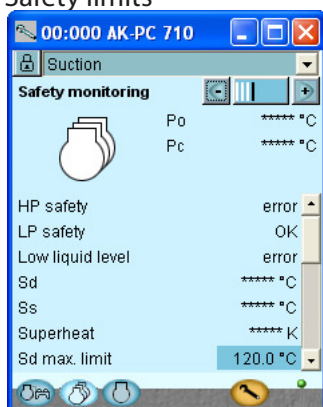 Safety limits
00:000 AK-PC 710
Suction
Safety monitoring
Po ***** °C
Pc ***** °C
HP safety error
LP safety OK
Low liquid level error
Sd ***** °C
Ss ***** °C
Superheat ***** K
Sd max. limit 120.0 °C